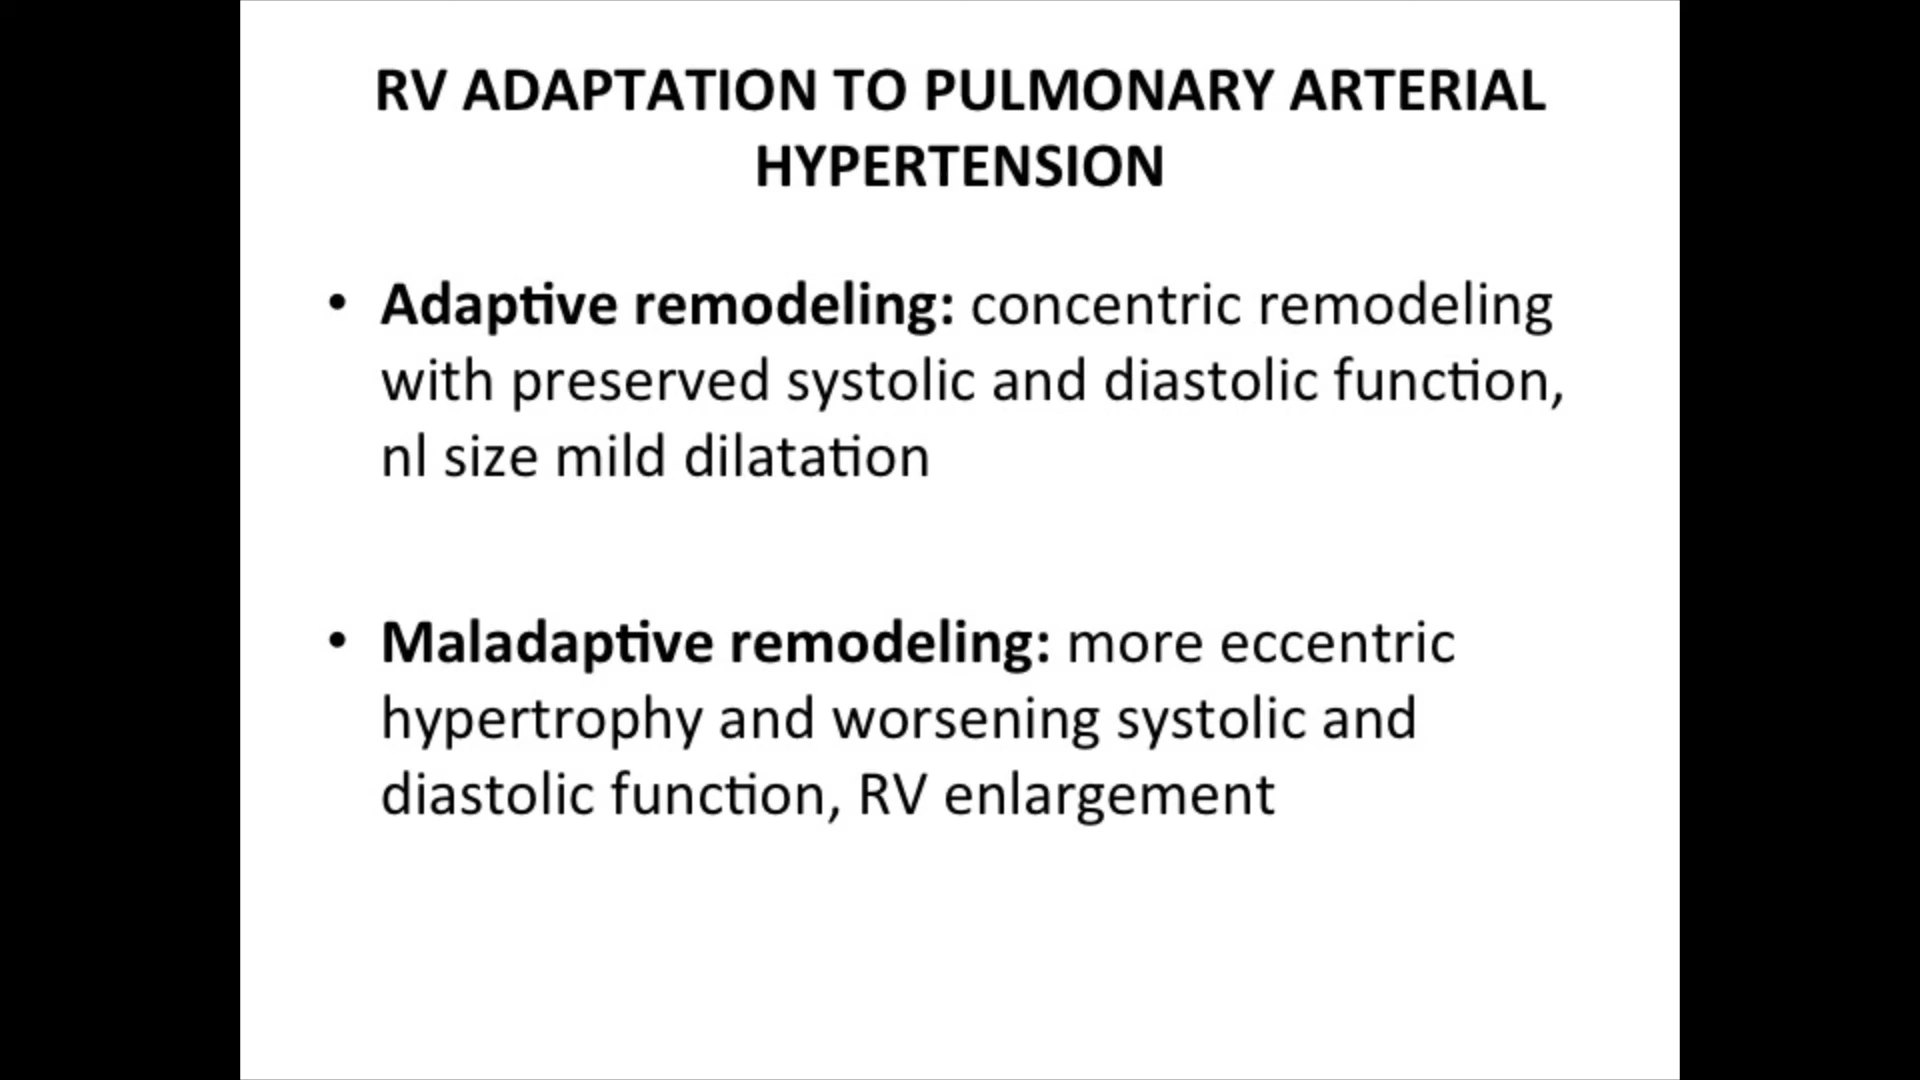 RV ADAPTATION TO PULMONARY ARTERIAL
HYPERTENSION
• Adaptive remodeling: concentric remodeling
with preserved systolic and diastolic function,
nl size mild dilatation
• Maladaptive remodeling: more eccentric
hypertrophy and worsening systolic and
diastolic function, RV enlargement